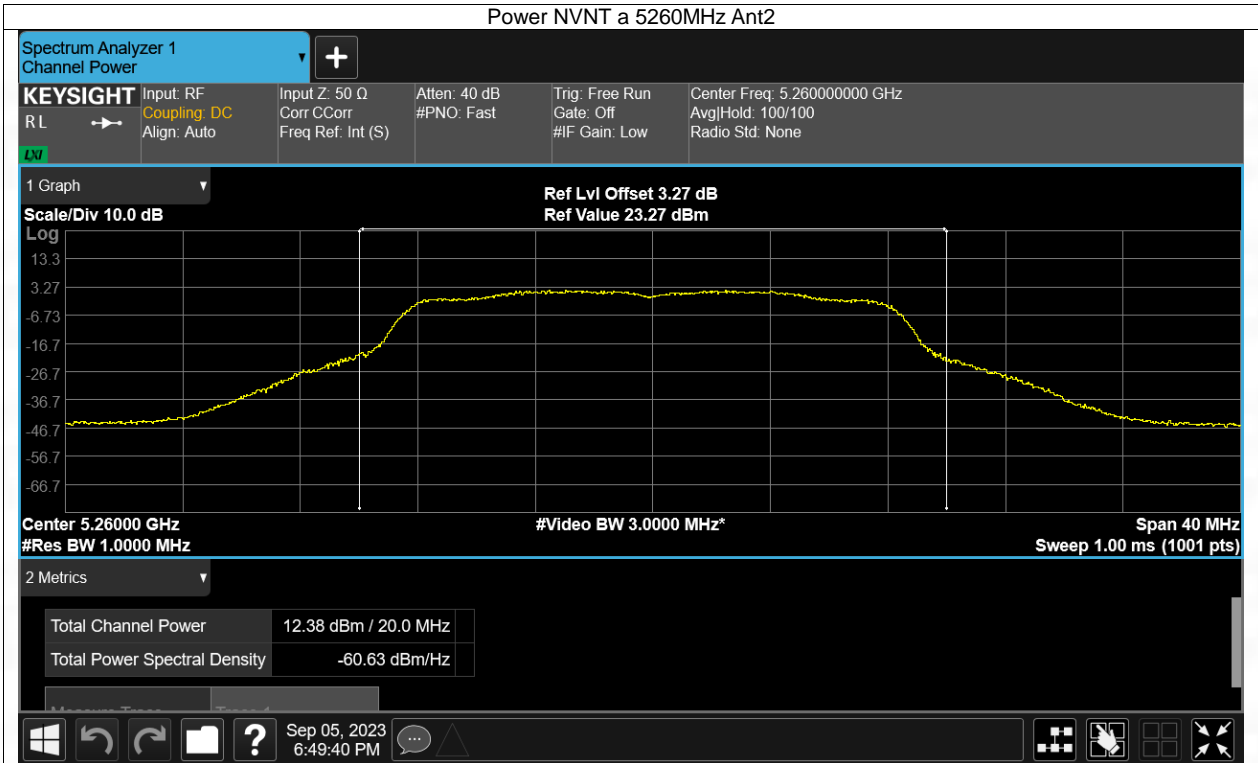 Power NVNT a 5260MHz Ant2
Spectrum Analyzer 1
Channel Power
+
KEYSIGHT
R L
LXI
Input: RF
Coupling: DC
Align: Auto
Input Z: 50 Ω
Corr CCorr
Freq Ref: Int (S)
Atten: 40 dB
#PNO: Fast
Trig: Free Run
Gate: Off
#IF Gain: Low
Center Freq: 5.260000000 GHz
Avg|Hold: 100/100
Radio Std: None
1 Graph
Scale/Div 10.0 dB
Ref Lvl Offset 3.27 dB
Ref Value 23.27 dBm
Log
13.3
3.27
-6.73
-16.7
-26.7
-36.7
-46.7
-56.7
-66.7
Center 5.26000 GHz
#Res BW 1.0000 MHz
#Video BW 3.0000 MHz*
Span 40 MHz
Sweep 1.00 ms (1001 pts)
2 Metrics
Total Channel Power 12.38 dBm / 20.0 MHz
Total Power Spectral Density -60.63 dBm/Hz
?
Sep 05, 2023
6:49:40 PM